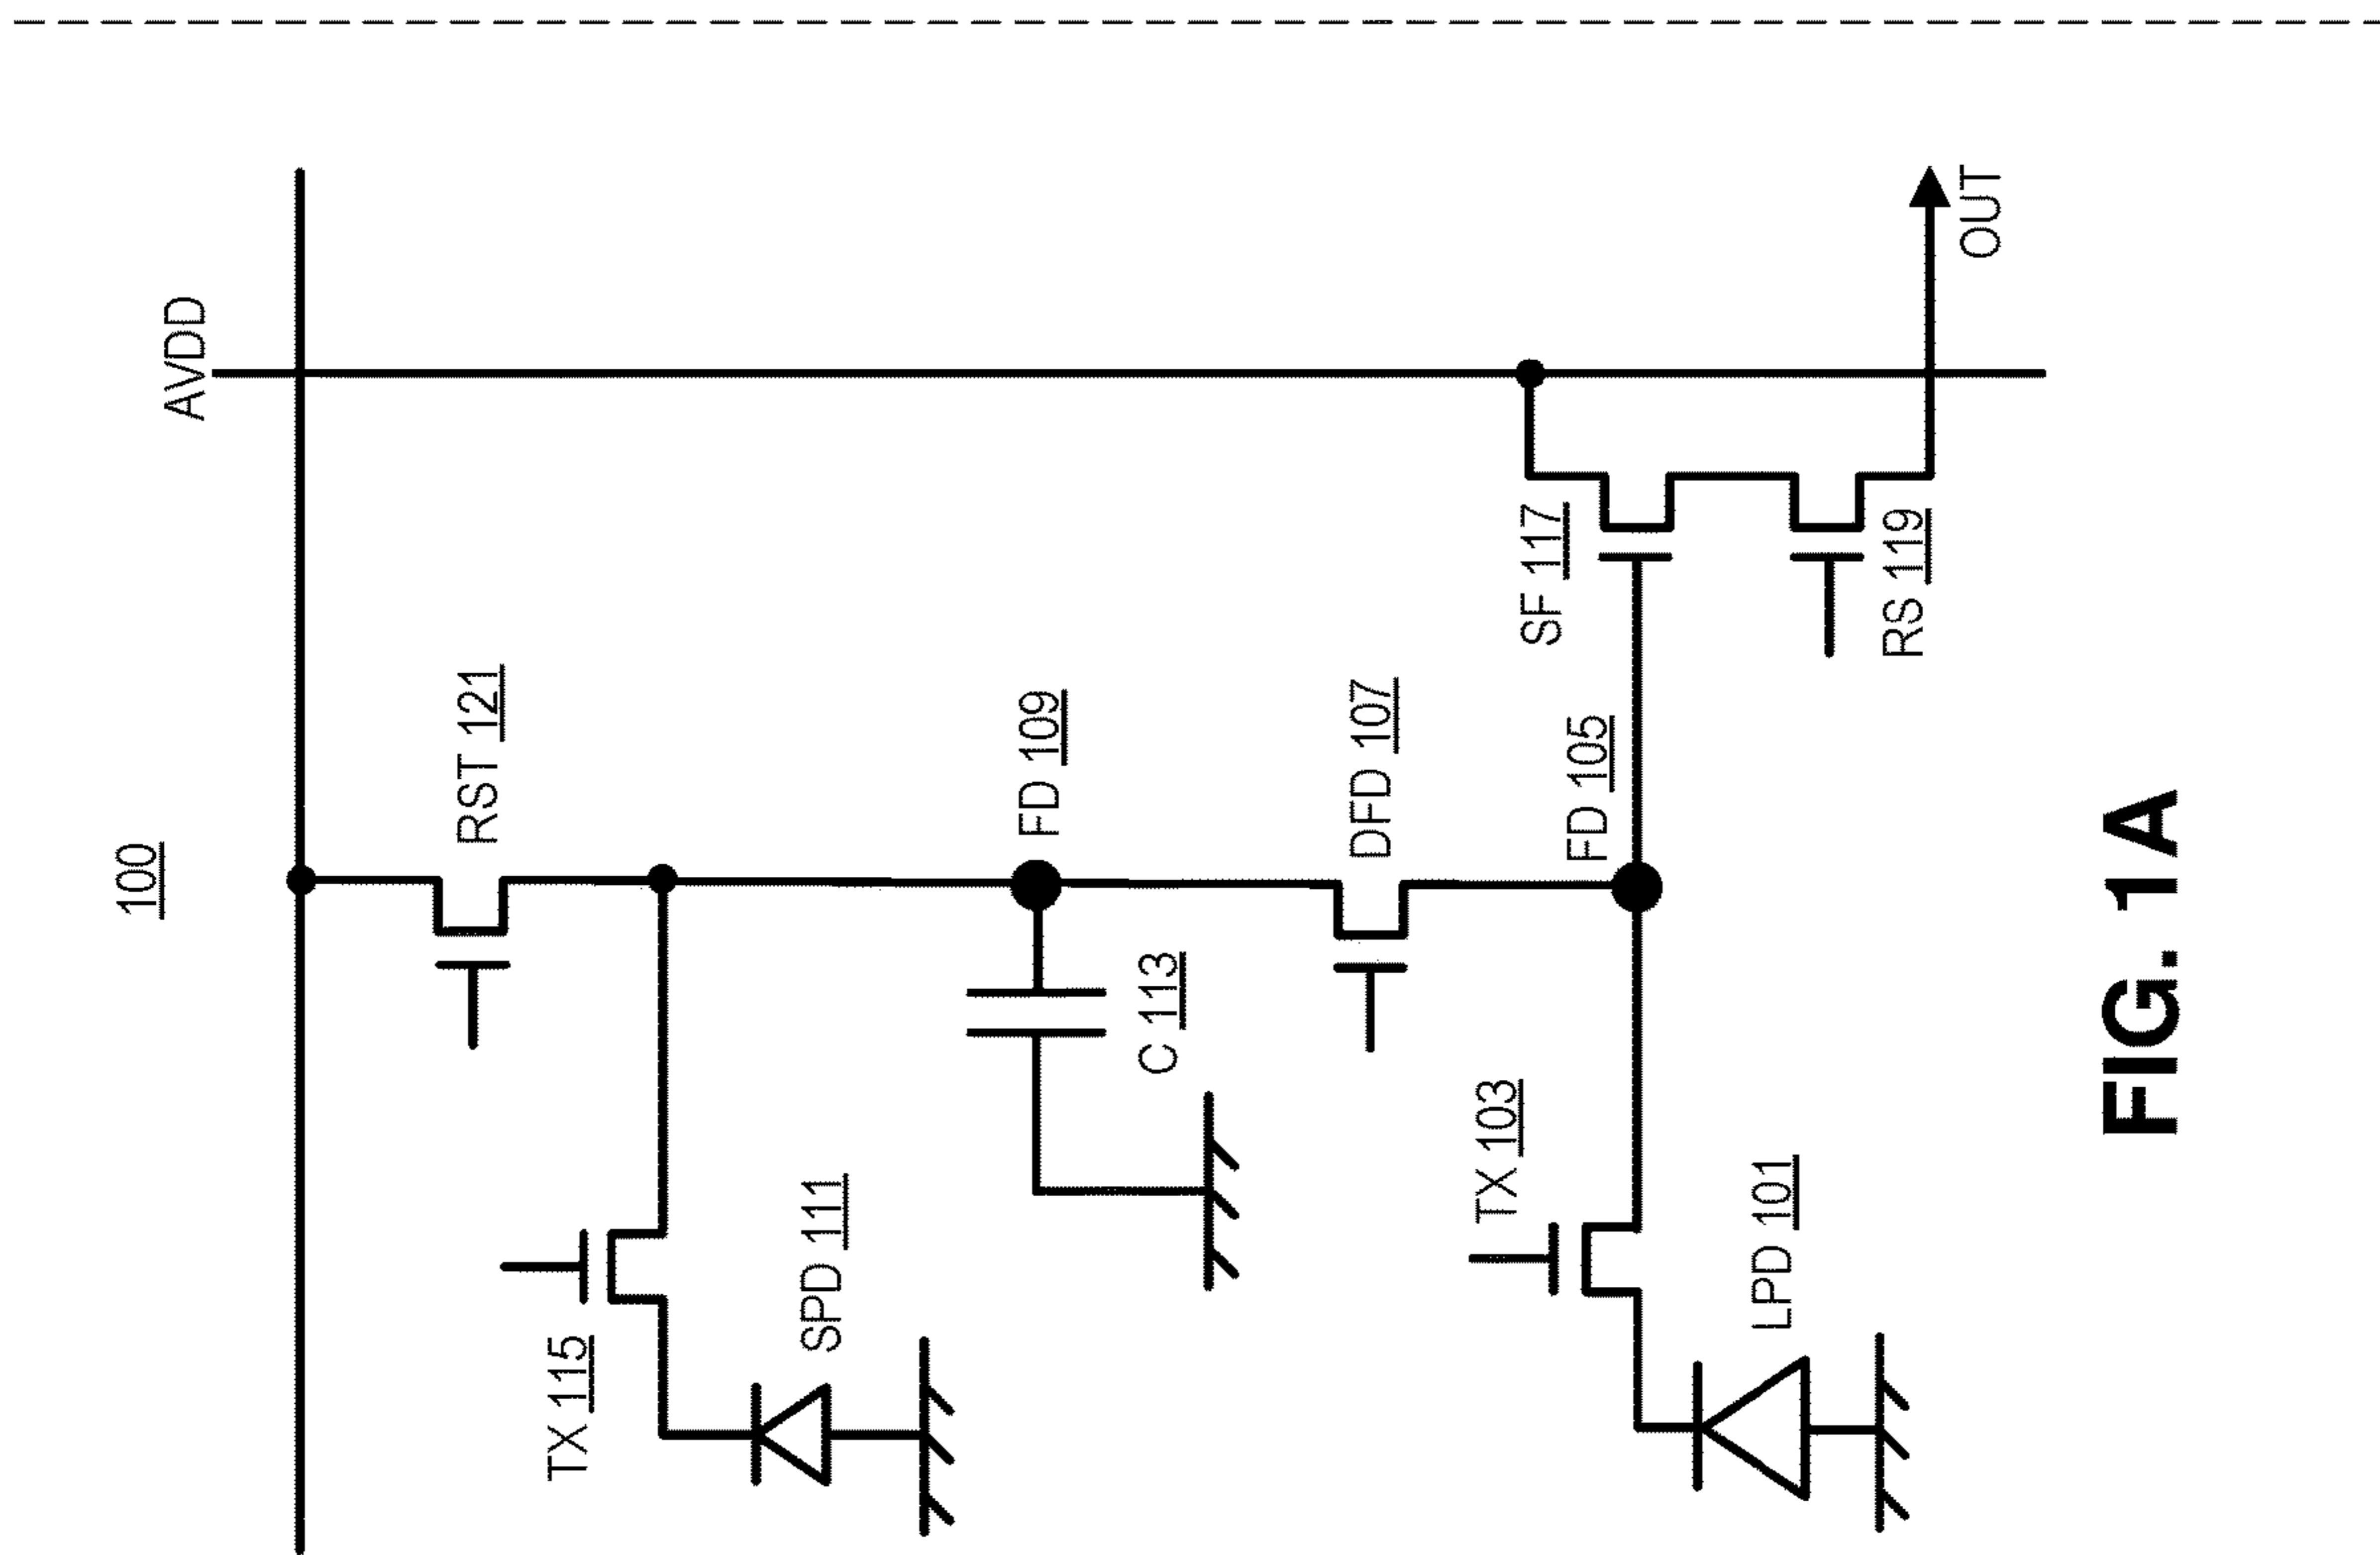 100
AVDD
RST 121
TX 115
SPD 111
FD 109
C 113
DFD 107
TX 103
FD 105
SF 117
LPD 101
RS 119
OUT
FIG. 1A